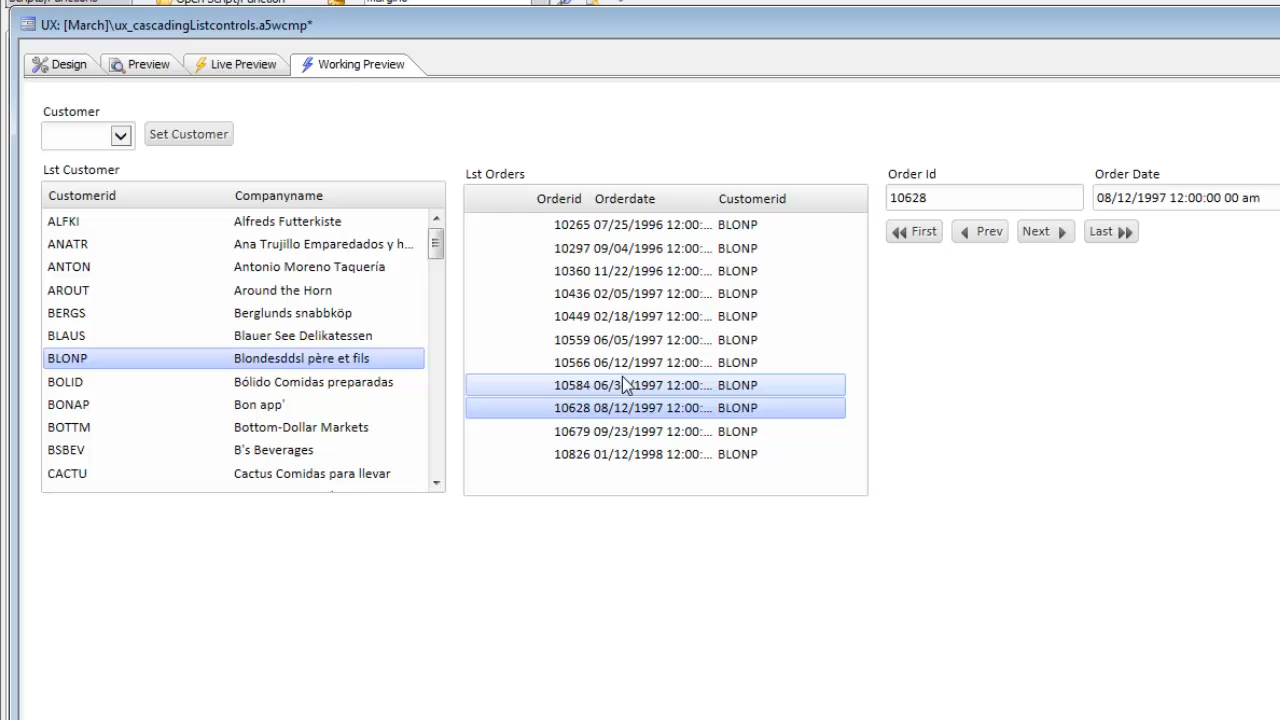 UX: [March]\ux_cascadingListcontrols.a5wcmp*
Design Preview Live Preview Working Preview
Customer
Set Customer
Lst Customer
Customerid Companyname
ALFKI Alfreds Futterkiste
ANATR Ana Trujillo Emparedados y h...
ANTON Antonio Moreno Taquería
AROUT Around the Horn
BERGS Berglunds snabbköp
BLAUS Blauer See Delikatessen
BLONP Blondesddsl père et fils
BOLID Bólido Comidas preparadas
BONAP Bon app'
BOTTM Bottom-Dollar Markets
BSBEV B's Beverages
CACTU Cactus Comidas para llevar
Lst Orders
Orderid Orderdate Customerid
10265 07/25/1996 12:00:... BLONP
10297 09/04/1996 12:00:... BLONP
10360 11/22/1996 12:00:... BLONP
10436 02/05/1997 12:00:... BLONP
10449 02/18/1997 12:00:... BLONP
10559 06/05/1997 12:00:... BLONP
10566 06/12/1997 12:00:... BLONP
10584 12:00:... BLONP
10628 08/12/1997 12:00:... BLONP
10679 09/23/1997 12:00:... BLONP
10826 01/12/1998 12:00:... BLONP
Order Id Order Date
10628 08/12/1997 12:00:00 00 am
First Prev Next Last